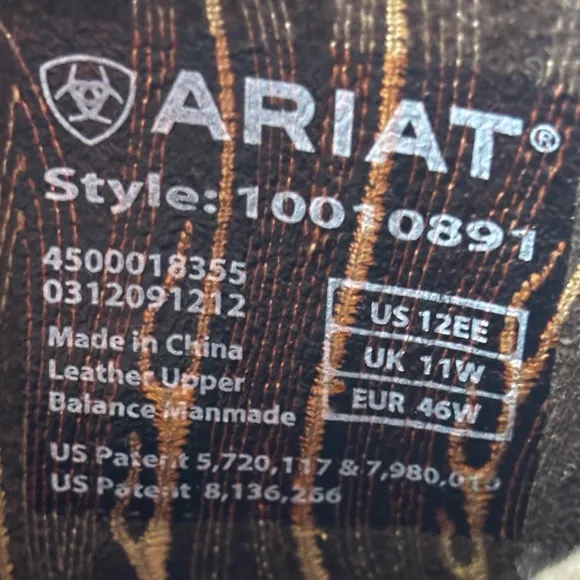 ARIAT®
Style: 10010891
4500018355
0312091212
Made in China
Leather Upper
Balance Manmade
US 12EE
UK 11W
EUR 46W
US Patent 5,720,117 & 7,980,010
US Patent 8,136,266